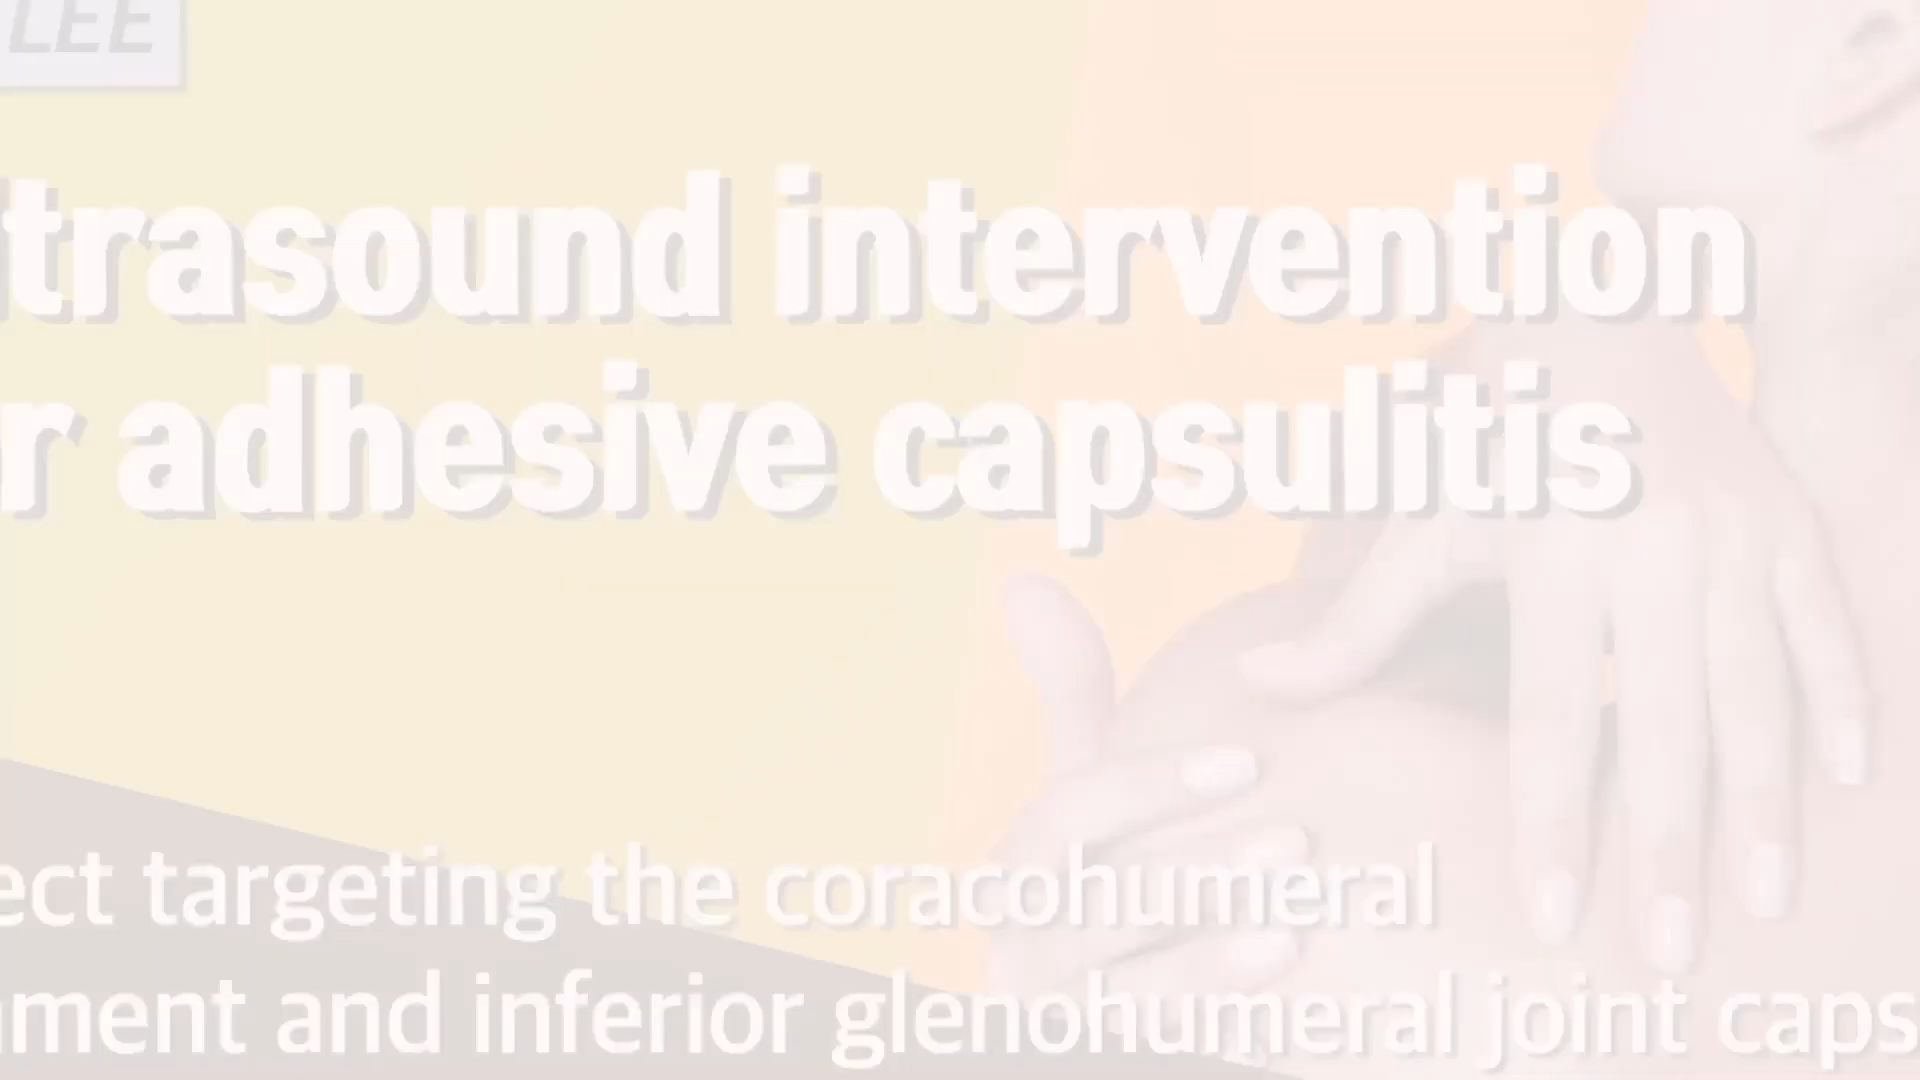 LEE
trasound intervention
r adhesive capsulitis
ect targeting the coracohumeral
ment and inferior glenohumeral joint caps